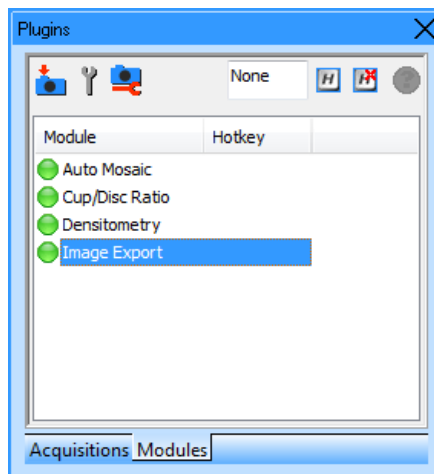 Plugins
None
H H
Module Hotkey
Auto Mosaic
Cup/Disc Ratio
Densitometry
Image Export
Acquisitions Modules